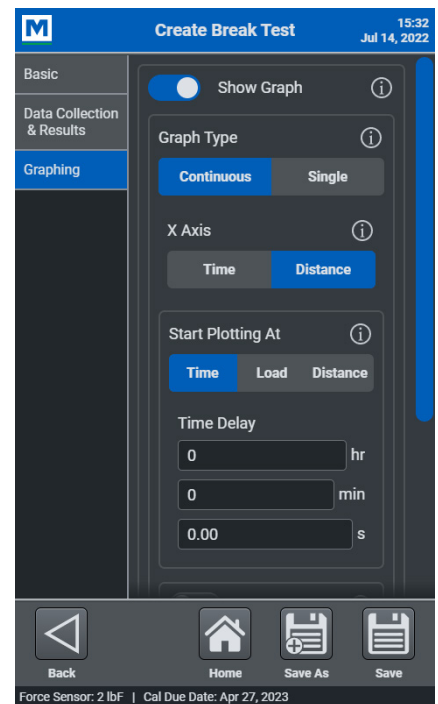 M
Create Break Test
15:32
Jul 14, 2022
Basic
Data Collection
& Results
Graphing
Show Graph
i
Graph Type
i
Continuous Single
X Axis
i
Time Distance
Start Plotting At
i
Time Load Distance
Time Delay
0 hr
0 min
0.00 s
Back Home Save As Save
Force Sensor: 2 lbF | Cal Due Date: Apr 27, 2023